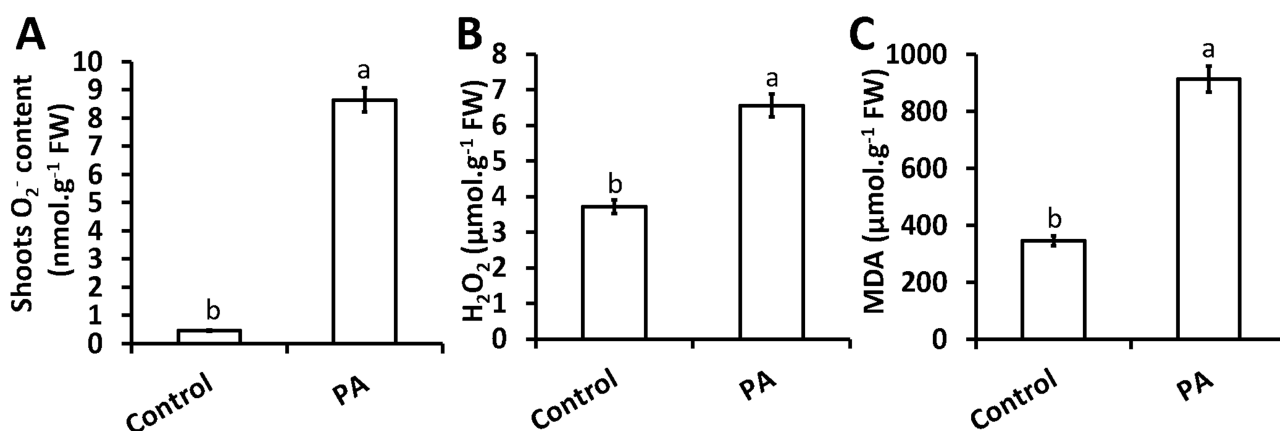 A
Shoots O₂⁻ content
(nmol.g⁻¹ FW)
10
9
8
7
6
5
4
3
2
1
0
b
a
Control
PA
B
H₂O₂ (µmol.g⁻¹ FW)
8
7
6
5
4
3
2
1
0
b
a
Control
PA
C
MDA (µmol.g⁻¹ FW)
1000
800
600
400
200
0
b
a
Control
PA